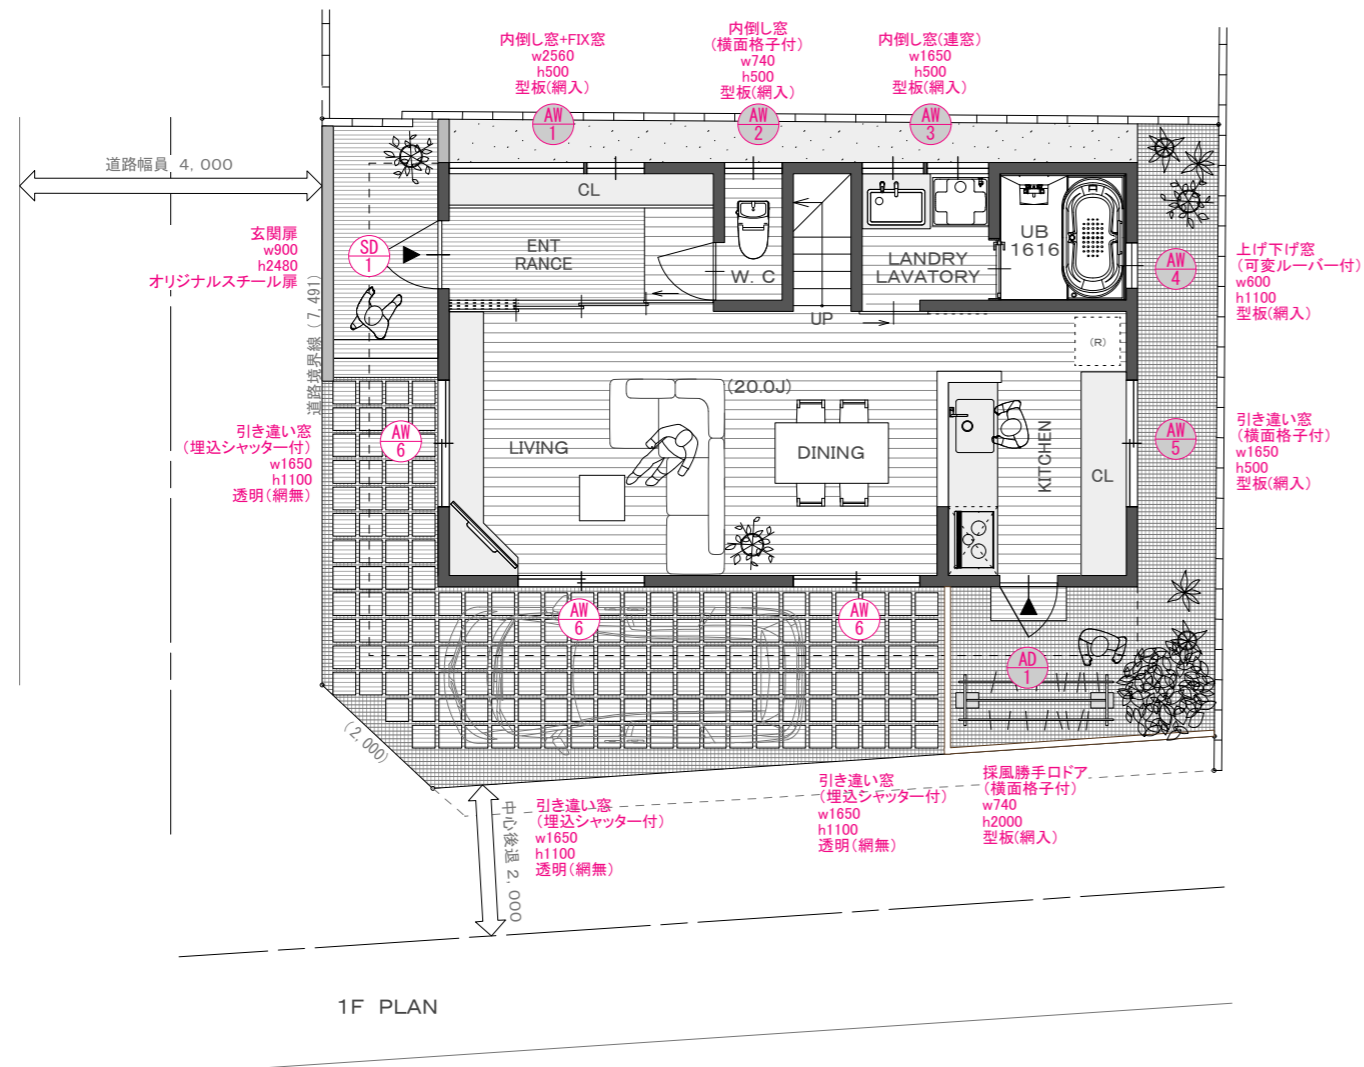 内倒し窓+FIX窓
w2560
h500
型板(網入)
内倒し窓
(横面格子付)
w740
h500
型板(網入)
内倒し窓(連窓)
w1650
h500
型板(網入)
AW
1
AW
2
AW
3
道路幅員 4,000
CL
玄関扉
w900
h2480
オリジナルスチール扉
SD
1
ENT
RANCE
W.C
UP
LANDRY
LAVATORY
UB
1616
AW
4
上げ下げ窓
(可変ルーバー付)
w600
h1100
型板(網入)
道路境界線(7,491)
(R)
(20.0J)
引き違い窓
(埋込シャッター付)
w1650
h1100
透明(網無)
AW
6
LIVING
DINING
KITCHEN
CL
AW
5
引き違い窓
(横面格子付)
w1650
h500
型板(網入)
AW
6
AW
6
AD
1
(2,000)
中心後退 2,000
引き違い窓
(埋込シャッター付)
w1650
h1100
透明(網無)
引き違い窓
(埋込シャッター付)
w1650
h1100
透明(網無)
採風勝手口ドア
(横面格子付)
w740
h2000
型板(網入)
1F PLAN